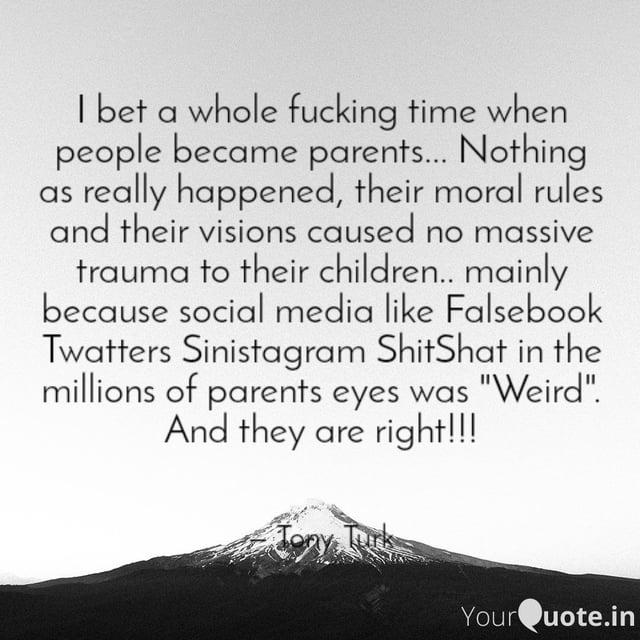 I bet a whole fucking time when
people became parents... Nothing
as really happened, their moral rules
and their visions caused no massive
trauma to their children.. mainly
because social media like Falsebook
Twatters Sinistagram ShitShat in the
millions of parents eyes was "Weird".
And they are right!!!
— Tony Turk
YourQuote.in